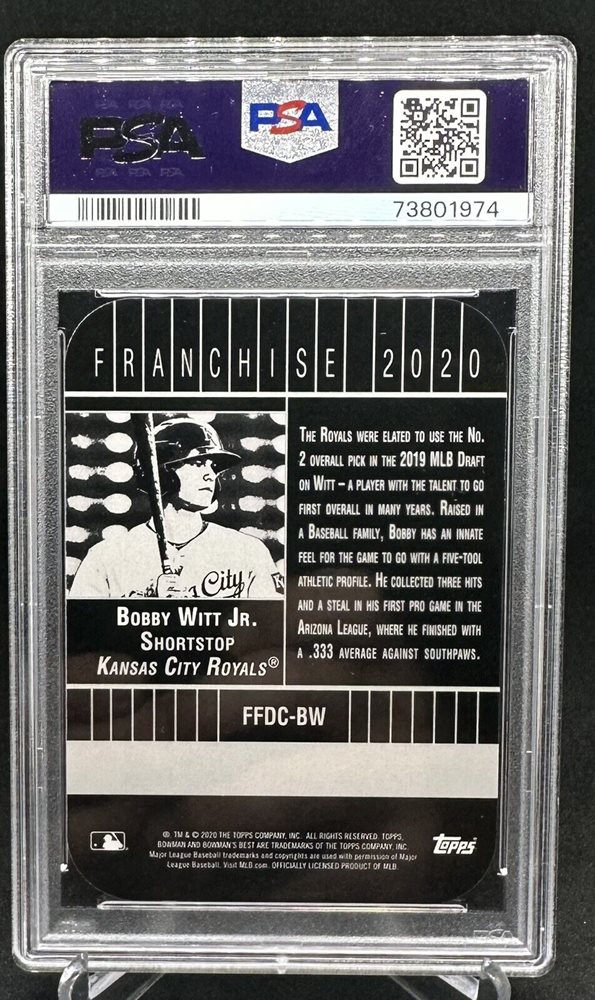 PSA PSA
73801974
FRANCHISE 2020
THE ROYALS WERE ELATED TO USE THE NO.
2 OVERALL PICK IN THE 2019 MLB DRAFT
ON WITT – A PLAYER WITH THE TALENT TO GO
FIRST OVERALL IN MANY YEARS. RAISED IN
A BASEBALL FAMILY, BOBBY HAS AN INNATE
FEEL FOR THE GAME TO GO WITH A FIVE-TOOL
ATHLETIC PROFILE. HE COLLECTED THREE HITS
AND A STEAL IN HIS FIRST PRO GAME IN THE
ARIZONA LEAGUE, WHERE HE FINISHED WITH
A .333 AVERAGE AGAINST SOUTHPAWS.
City
BOBBY WITT JR.
SHORTSTOP
KANSAS CITY ROYALS®
FFDC-BW
®, TM & © 2020 THE TOPPS COMPANY, INC. ALL RIGHTS RESERVED. TOPPS,
BOWMAN AND BOWMAN'S BEST ARE TRADEMARKS OF THE TOPPS COMPANY, INC.
Major League Baseball trademarks and copyrights are used with permission of Major
League Baseball. Visit MLB.com. OFFICIALLY LICENSED PRODUCT OF MLB.
Topps
PSA